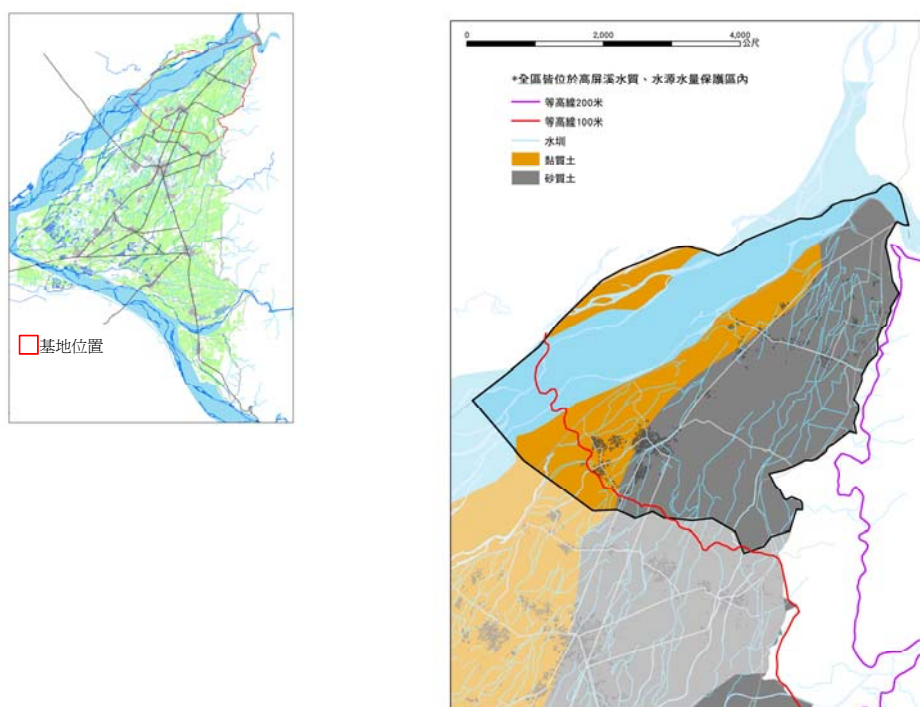 基地位置
0 2,000 4,000
公尺
*全區皆位於高屏溪水質、水源水量保護區內
等高線200米
等高線100米
水圳
黏質土
砂質土